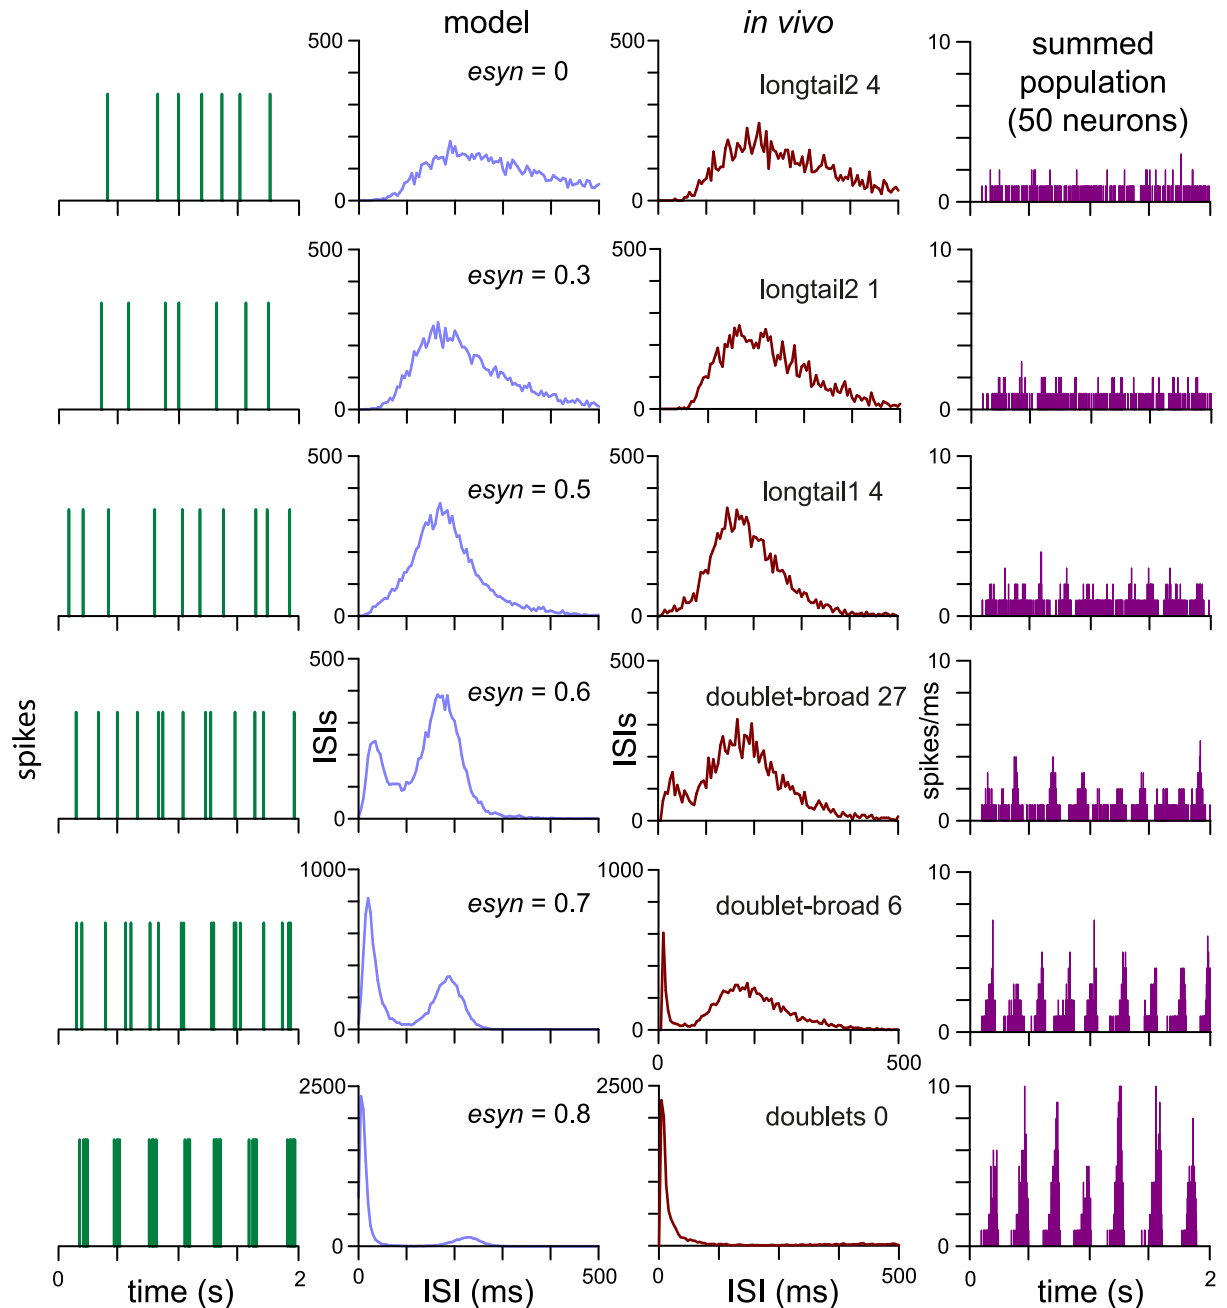 model
in vivo
500
0
esyn = 0
500
0
longtail2 4
10
0
summed
population
(50 neurons)
500
0
esyn = 0.3
500
0
longtail2 1
10
0
500
0
esyn = 0.5
500
0
longtail1 4
10
0
spikes
500
0
ISIs
esyn = 0.6
500
0
ISIs
doublet-broad 27
10
0
spikes/ms
1000
0
esyn = 0.7
1000
0
doublet-broad 6
0
500
10
0
0
2
time (s)
2500
0
esyn = 0.8
0
500
ISI (ms)
2500
0
doublets 0
0
500
ISI (ms)
10
0
0
2
time (s)